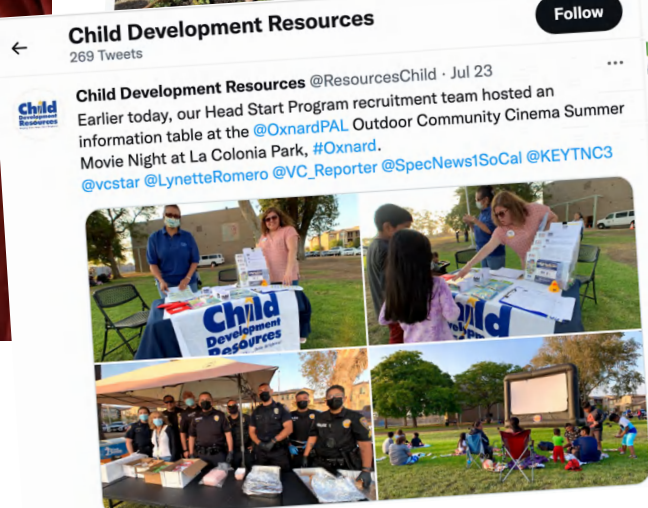 Child Development Resources
269 Tweets
Follow
Child Development Resources @ResourcesChild · Jul 23
Earlier today, our Head Start Program recruitment team hosted an
information table at the @OxnardPAL Outdoor Community Cinema Summer
Movie Night at La Colonia Park, #Oxnard.
@vcstar @LynetteRomero @VC_Reporter @SpecNews1SoCal @KEYTNC3
Child
Development
Resources
Child
Development
Resources